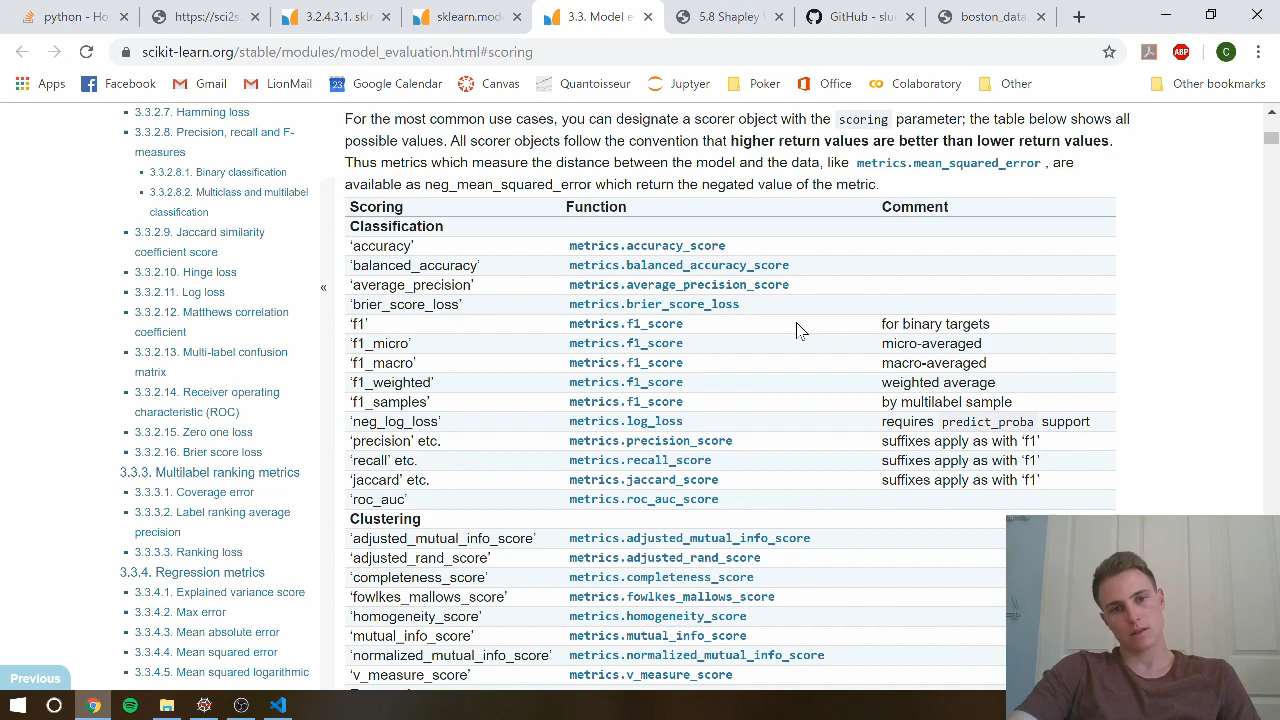 python - Ho
https://sci2s
3.2.4.3.1. skl
sklearn.mod
3.3. Model e
5.8 Shapley
GitHub - slu
boston_data.
scikit-learn.org/stable/modules/model_evaluation.html#scoring
ABP
C
Apps
Facebook
Gmail
LionMail
23
Google Calendar
Canvas
Quantoisseur
Juptyer
Poker
Office
Colaboratory
Other
Other bookmarks
3.3.2.7. Hamming loss
3.3.2.8. Precision, recall and F-
measures
3.3.2.8.1. Binary classification
3.3.2.8.2. Multiclass and multilabel
classification
3.3.2.9. Jaccard similarity
coefficient score
3.3.2.10. Hinge loss
3.3.2.11. Log loss
3.3.2.12. Matthews correlation
coefficient
3.3.2.13. Multi-label confusion
matrix
3.3.2.14. Receiver operating
characteristic (ROC)
3.3.2.15. Zero one loss
3.3.2.16. Brier score loss
3.3.3. Multilabel ranking metrics
3.3.3.1. Coverage error
3.3.3.2. Label ranking average
precision
3.3.3.3. Ranking loss
3.3.4. Regression metrics
3.3.4.1. Explained variance score
3.3.4.2. Max error
3.3.4.3. Mean absolute error
3.3.4.4. Mean squared error
3.3.4.5. Mean squared logarithmic
Previous
«
For the most common use cases, you can designate a scorer object with the scoring parameter; the table below shows all
possible values. All scorer objects follow the convention that higher return values are better than lower return values.
Thus metrics which measure the distance between the model and the data, like metrics.mean_squared_error, are
available as neg_mean_squared_error which return the negated value of the metric.
Scoring Function Comment
Classification
‘accuracy’ metrics.accuracy_score
‘balanced_accuracy’ metrics.balanced_accuracy_score
‘average_precision’ metrics.average_precision_score
‘brier_score_loss’ metrics.brier_score_loss
‘f1’ metrics.f1_score for binary targets
‘f1_micro’ metrics.f1_score micro-averaged
‘f1_macro’ metrics.f1_score macro-averaged
‘f1_weighted’ metrics.f1_score weighted average
‘f1_samples’ metrics.f1_score by multilabel sample
‘neg_log_loss’ metrics.log_loss requires predict_proba support
‘precision’ etc. metrics.precision_score suffixes apply as with ‘f1’
‘recall’ etc. metrics.recall_score suffixes apply as with ‘f1’
‘jaccard’ etc. metrics.jaccard_score suffixes apply as with ‘f1’
‘roc_auc’ metrics.roc_auc_score
Clustering
‘adjusted_mutual_info_score’ metrics.adjusted_mutual_info_score
‘adjusted_rand_score’ metrics.adjusted_rand_score
‘completeness_score’ metrics.completeness_score
‘fowlkes_mallows_score’ metrics.fowlkes_mallows_score
‘homogeneity_score’ metrics.homogeneity_score
‘mutual_info_score’ metrics.mutual_info_score
‘normalized_mutual_info_score’ metrics.normalized_mutual_info_score
‘v_measure_score’ metrics.v_measure_score